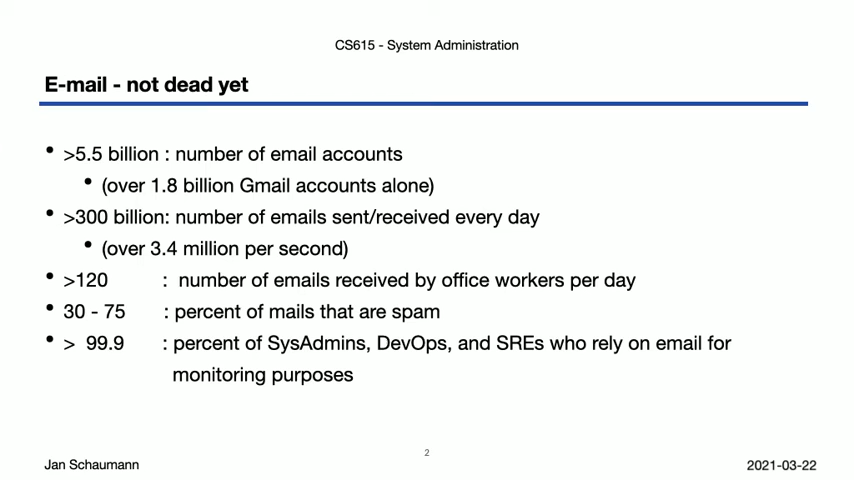 CS615 - System Administration
E-mail - not dead yet
• >5.5 billion : number of email accounts
• (over 1.8 billion Gmail accounts alone)
• >300 billion: number of emails sent/received every day
• (over 3.4 million per second)
• >120 : number of emails received by office workers per day
• 30 - 75 : percent of mails that are spam
• > 99.9 : percent of SysAdmins, DevOps, and SREs who rely on email for
monitoring purposes
2
Jan Schaumann
2021-03-22